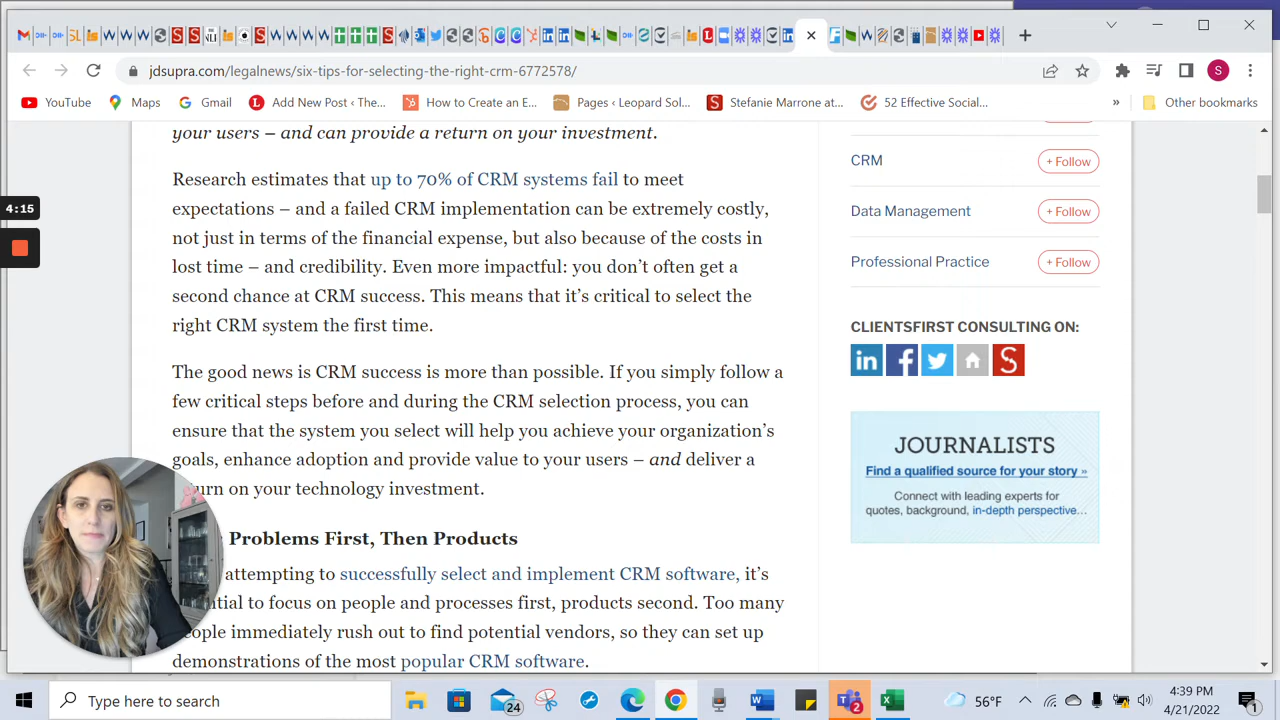 jdsupra.com/legalnews/six-tips-for-selecting-the-right-crm-6772578/
S
YouTube
Maps
Gmail
Add New Post ‹ The...
How to Create an E...
Pages ‹ Leopard Sol...
Stefanie Marrone at...
52 Effective Social...
»
Other bookmarks
your users – and can provide a return on your investment.
Research estimates that up to 70% of CRM systems fail to meet
expectations – and a failed CRM implementation can be extremely costly,
not just in terms of the financial expense, but also because of the costs in
lost time – and credibility. Even more impactful: you don't often get a
second chance at CRM success. This means that it's critical to select the
right CRM system the first time.
The good news is CRM success is more than possible. If you simply follow a
few critical steps before and during the CRM selection process, you can
ensure that the system you select will help you achieve your organization's
goals, enhance adoption and provide value to your users – and deliver a
urn on your technology investment.
Problems First, Then Products
attempting to successfully select and implement CRM software, it's
ntial to focus on people and processes first, products second. Too many
eople immediately rush out to find potential vendors, so they can set up
demonstrations of the most popular CRM software.
CRM
+ Follow
Data Management
+ Follow
Professional Practice
+ Follow
CLIENTSFIRST CONSULTING ON:
JOURNALISTS
Find a qualified source for your story »
Connect with leading experts for
quotes, background, in-depth perspective...
4:15
Type here to search
24
2
56°F
4:39 PM
4/21/2022
1